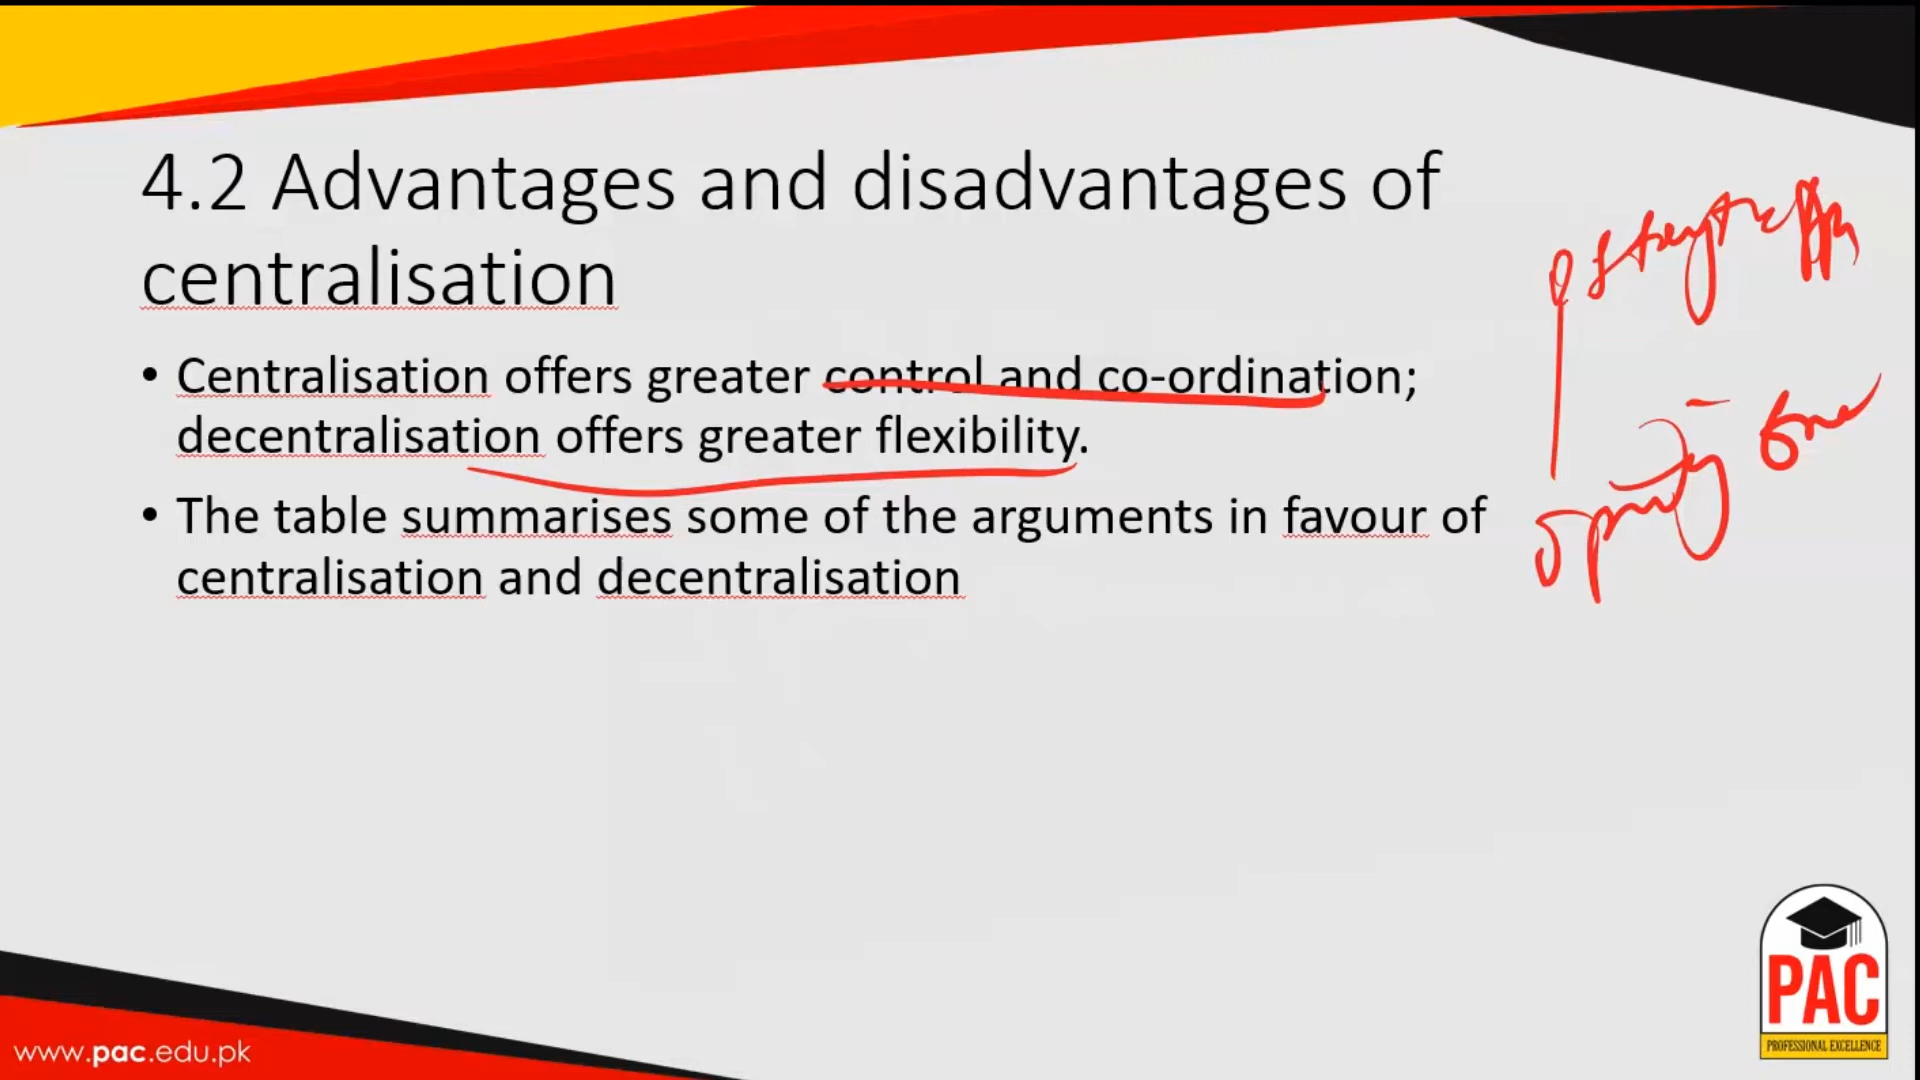 4.2 Advantages and disadvantages of
centralisation
• Centralisation offers greater control and co-ordination;
decentralisation offers greater flexibility.
• The table summarises some of the arguments in favour of
centralisation and decentralisation
PAC
PROFESSIONAL EXCELLENCE
www.pac.edu.pk